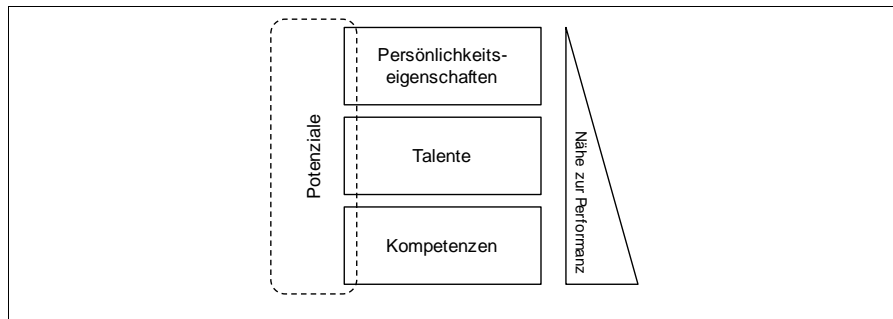 Persönlichkeits-
eigenschaften
Potenziale
Talente
Nähe zur Performanz
Kompetenzen